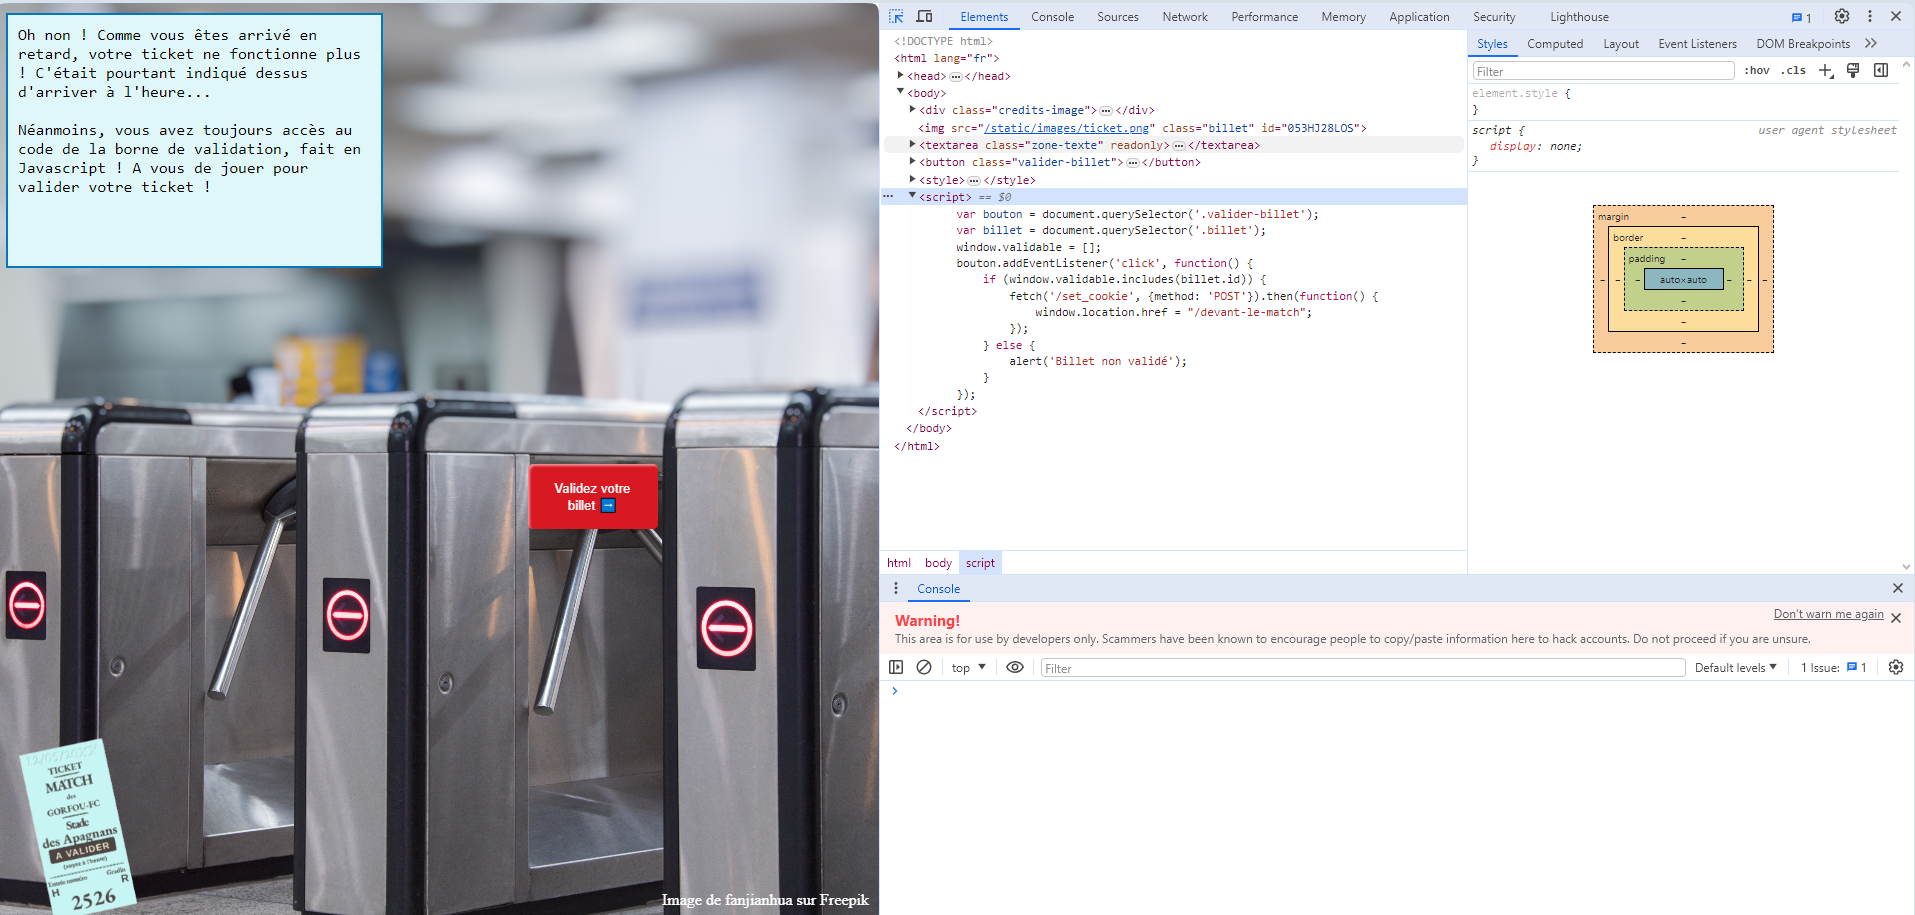 Oh non ! Comme vous êtes arrivé en
retard, votre ticket ne fonctionne plus
! C'était pourtant indiqué dessus
d'arriver à l'heure...
Néanmoins, vous avez toujours accès au
code de la borne de validation, fait en
Javascript ! A vous de jouer pour
valider votre ticket !
Validez votre
billet ➡
TICKET
MATCH
des
GORFOU-FC
Stade
des Apagnans
A VALIDER
(soyez à l'heure)
Entrée numéro Gradin
H R
2526
Image de fanjianhua sur Freepik
Elements Console Sources Network Performance Memory Application Security Lighthouse 1
<!DOCTYPE html>
<html lang="fr">
<head> … </head>
<body>
<div class="credits-image"> … </div>
<img src="/static/images/ticket.png" class="billet" id="053HJ28LOS">
<textarea class="zone-texte" readonly> … </textarea>
<button class="valider-billet"> … </button>
<style> … </style>
… <script> == $0
var bouton = document.querySelector('.valider-billet');
var billet = document.querySelector('.billet');
window.validable = [];
bouton.addEventListener('click', function() {
if (window.validable.includes(billet.id)) {
fetch('/set_cookie', {method: 'POST'}).then(function() {
window.location.href = "/devant-le-match";
});
} else {
alert('Billet non validé');
}
});
</script>
</body>
</html>
html body script
Styles Computed Layout Event Listeners DOM Breakpoints
Filter :hov .cls
element.style {
}
script { user agent stylesheet
display: none;
}
margin –
border –
padding –
– – – auto×auto – – –
–
–
–
Console
Warning! Don't warn me again
This area is for use by developers only. Scammers have been known to encourage people to copy/paste information here to hack accounts. Do not proceed if you are unsure.
top Filter Default levels 1 Issue: 1